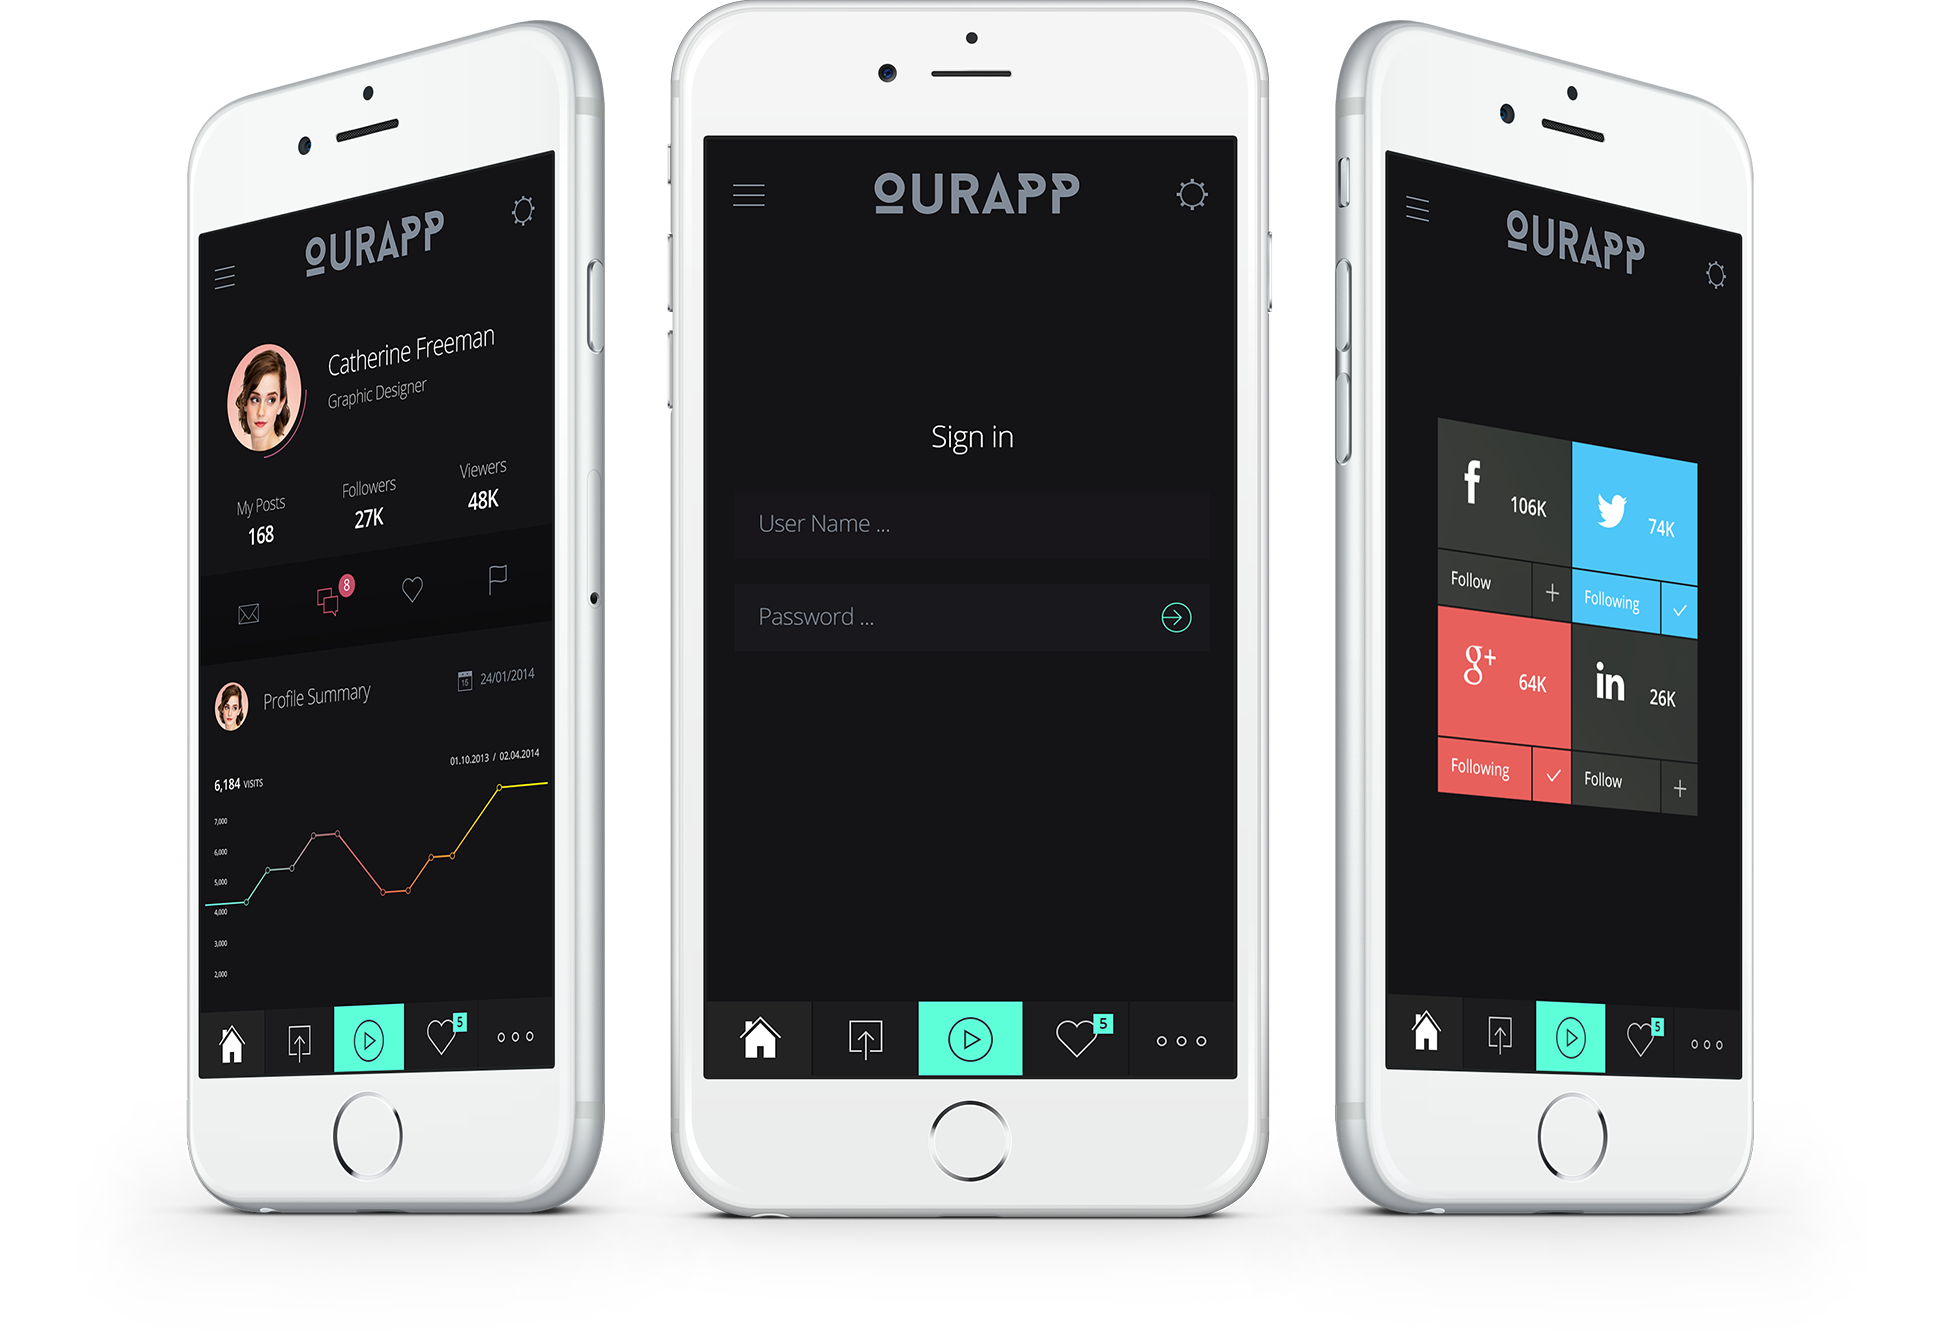 OURAPP
Catherine Freeman
Graphic Designer
My Posts
168
Followers
27K
Viewers
48K
8
Profile Summary
15
24/01/2014
01.10.2013 / 02.04.2014
6,184 VISITS
7,000
6,000
5,000
4,000
3,000
2,000
5
OURAPP
Sign in
User Name ...
Password ...
5
OURAPP
f
106K
74K
Follow
+
Following
g+
64K
in
26K
Following
Follow
+
5